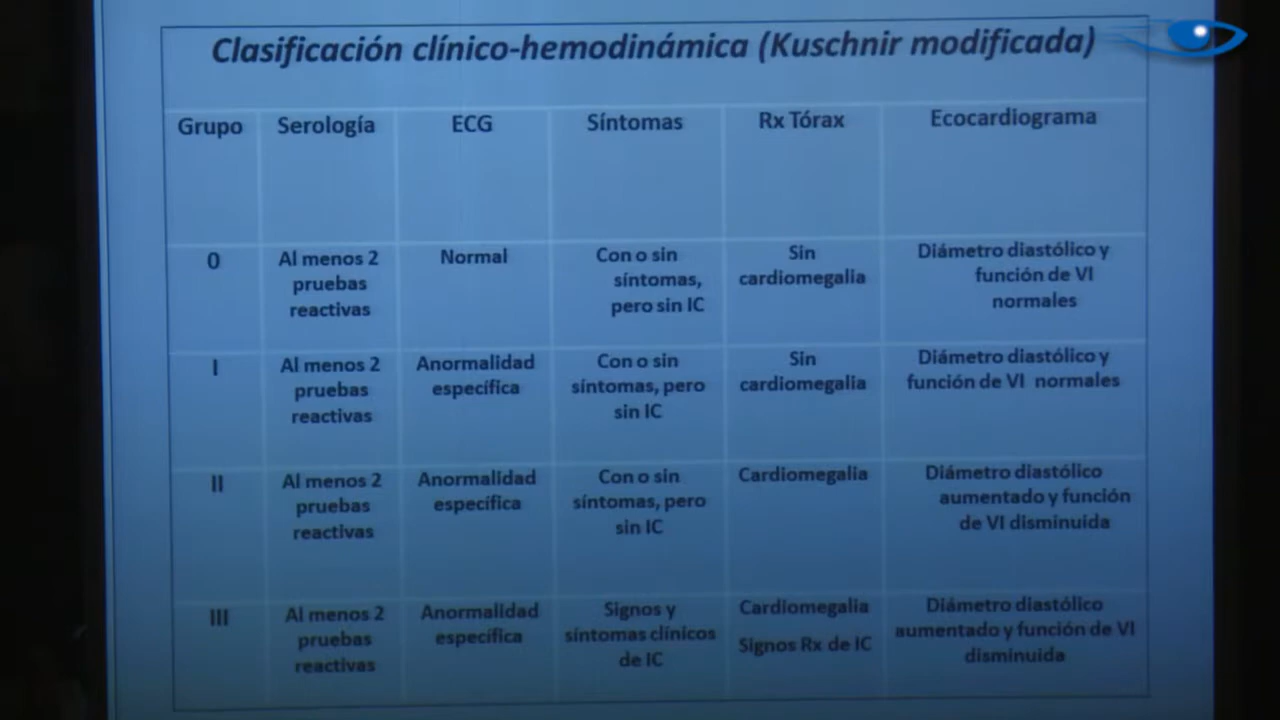 Clasificación clínico-hemodinámica (Kuschnir modificada)
Grupo
Serología
ECG
Síntomas
Rx Tórax
Ecocardiograma
0
Al menos 2
pruebas
reactivas
Normal
Con o sin
síntomas,
pero sin IC
Sin
cardiomegalia
Diámetro diastólico y
función de VI
normales
I
Al menos 2
pruebas
reactivas
Anormalidad
específica
Con o sin
síntomas, pero
sin IC
Sin
cardiomegalia
Diámetro diastólico y
función de VI normales
II
Al menos 2
pruebas
reactivas
Anormalidad
específica
Con o sin
síntomas, pero
sin IC
Cardiomegalia
Diámetro diastólico
aumentado y función
de VI disminuida
III
Al menos 2
pruebas
reactivas
Anormalidad
específica
Signos y
síntomas clínicos
de IC
Cardiomegalia
Signos Rx de IC
Diámetro diastólico
aumentado y función de VI
disminuida